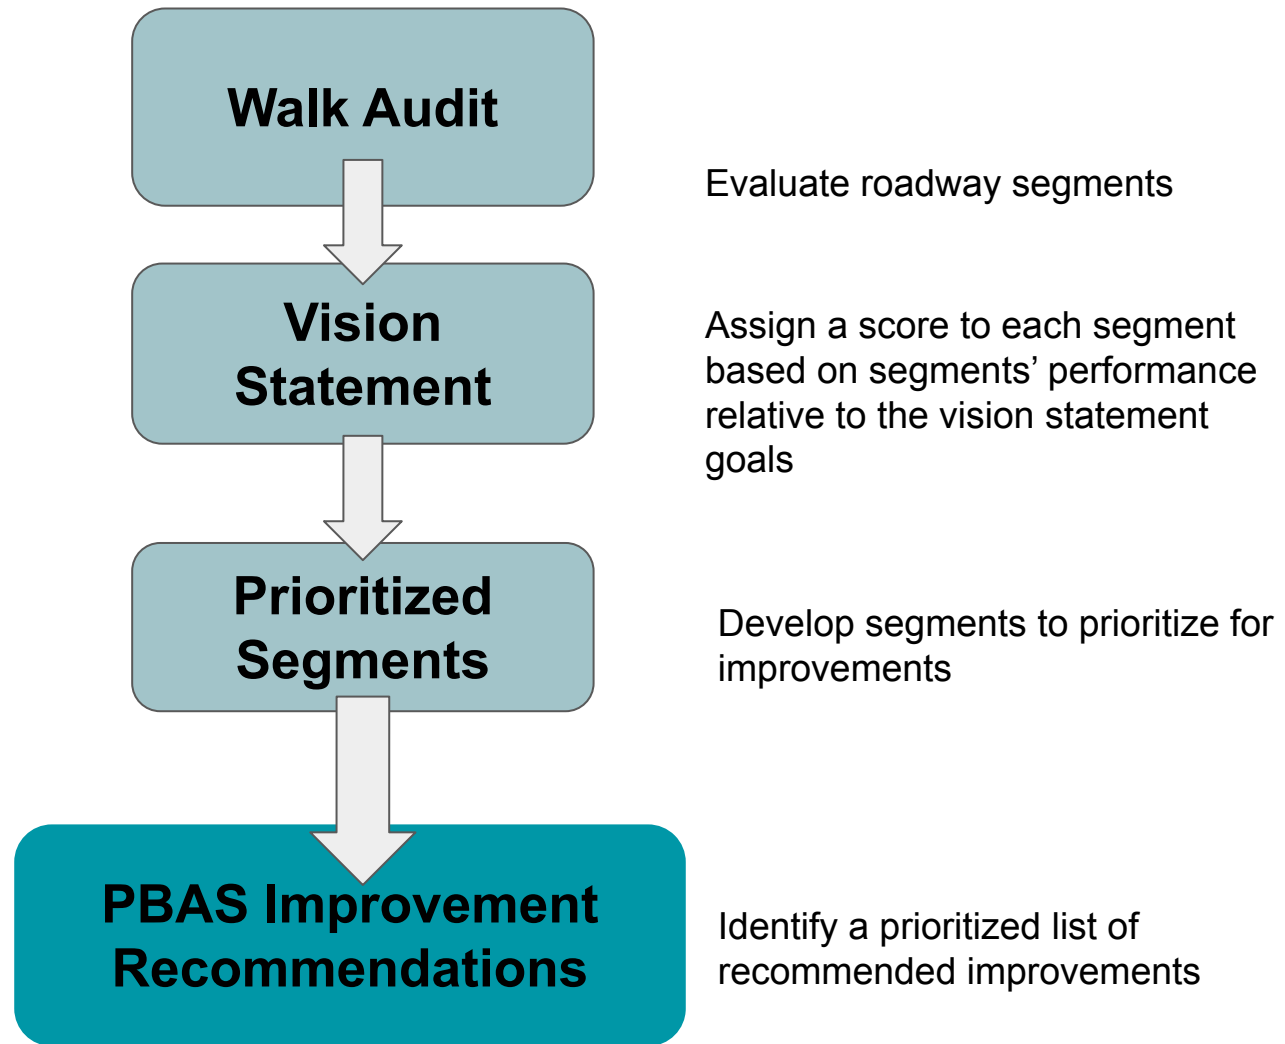 Walk Audit
Evaluate roadway segments
Vision
Statement
Assign a score to each segment
based on segments’ performance
relative to the vision statement
goals
Prioritized
Segments
Develop segments to prioritize for
improvements
PBAS Improvement
Recommendations
Identify a prioritized list of
recommended improvements